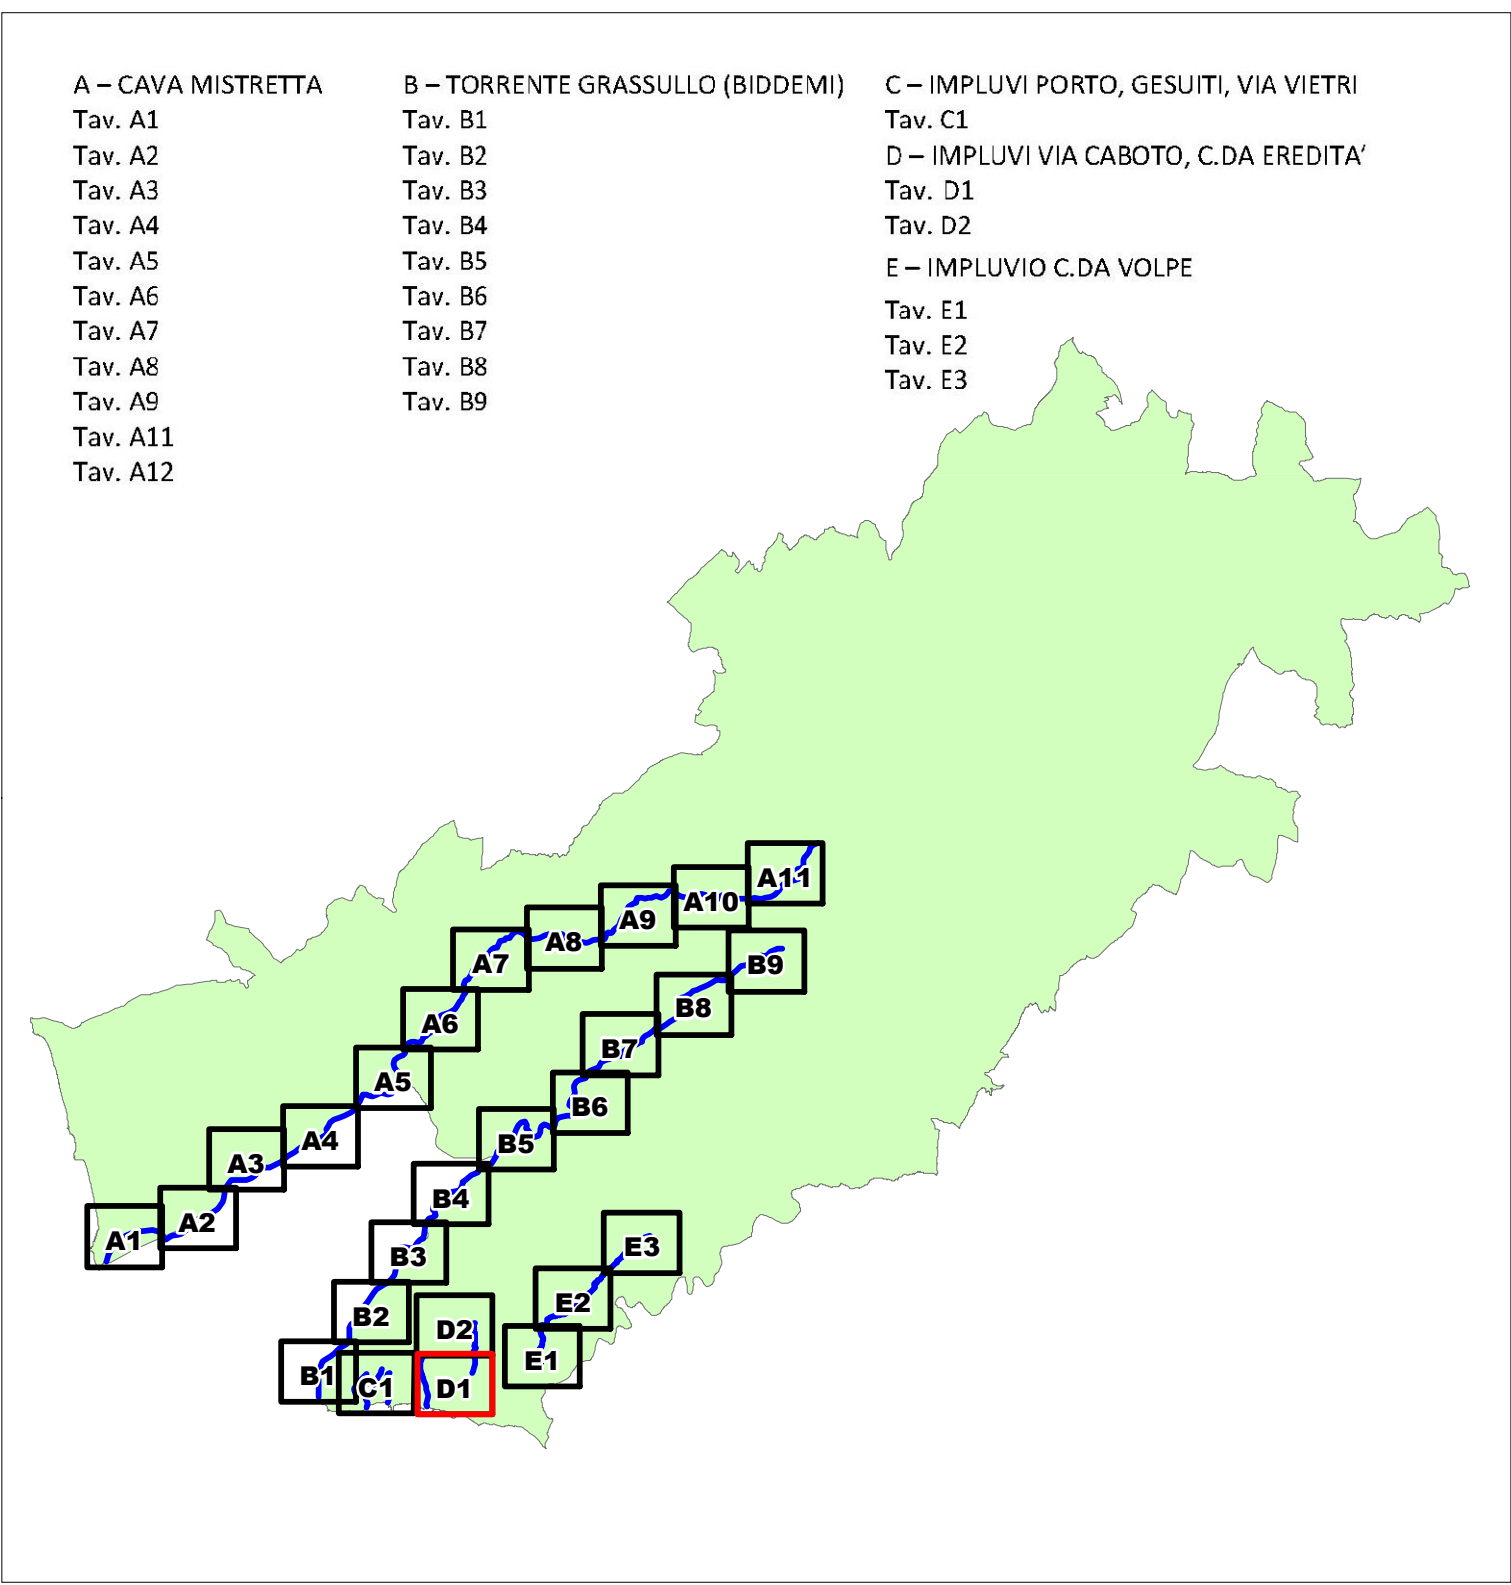 A – CAVA MISTRETTA
Tav. A1
Tav. A2
Tav. A3
Tav. A4
Tav. A5
Tav. A6
Tav. A7
Tav. A8
Tav. A9
Tav. A11
Tav. A12
B – TORRENTE GRASSULLO (BIDDEMI)
Tav. B1
Tav. B2
Tav. B3
Tav. B4
Tav. B5
Tav. B6
Tav. B7
Tav. B8
Tav. B9
C – IMPLUVI PORTO, GESUITI, VIA VIETRI
Tav. C1
D – IMPLUVI VIA CABOTO, C.DA EREDITA’
Tav. D1
Tav. D2
E – IMPLUVIO C.DA VOLPE
Tav. E1
Tav. E2
Tav. E3
A11
A10
A9
A8
A7
B9
B8
A6
B7
A5
B6
A4
B5
A3
B4
A2
A1
B3
E3
E2
B2
D2
E1
B1
C1
D1